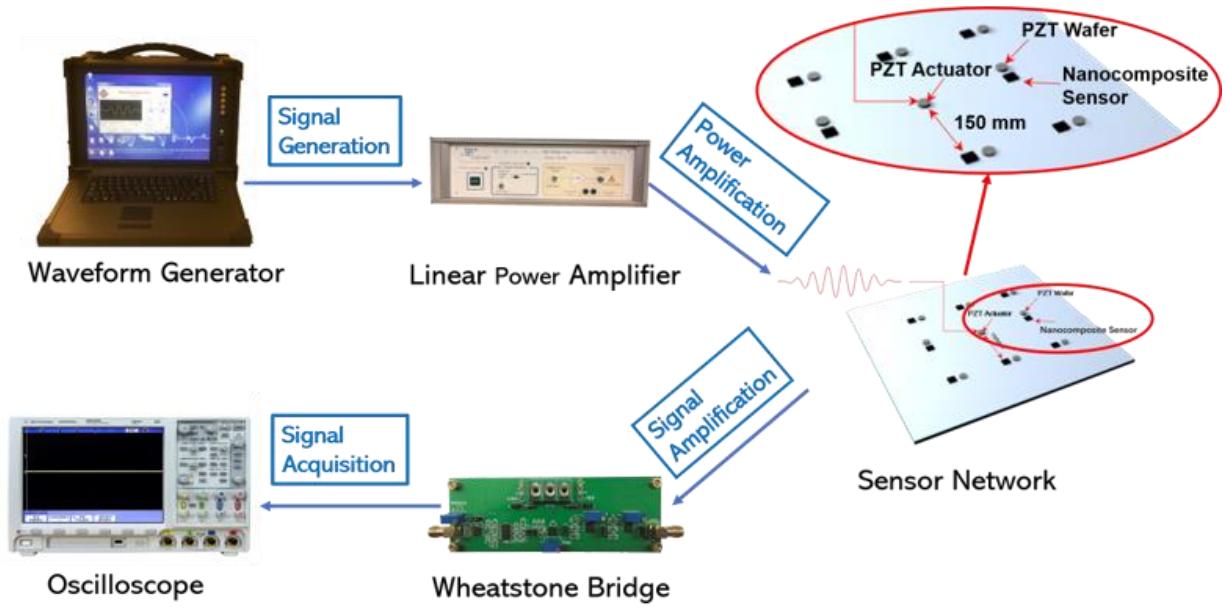 PZT Wafer
PZT Actuator
Nanocomposite
Sensor
150 mm
Signal
Generation
Power
Amplification
Waveform Generator
Linear Power Amplifier
PZT Wafer
PZT Actuator
Nanocomposite Sensor
Signal
Amplification
Signal
Acquisition
Sensor Network
Oscilloscope
Wheatstone Bridge